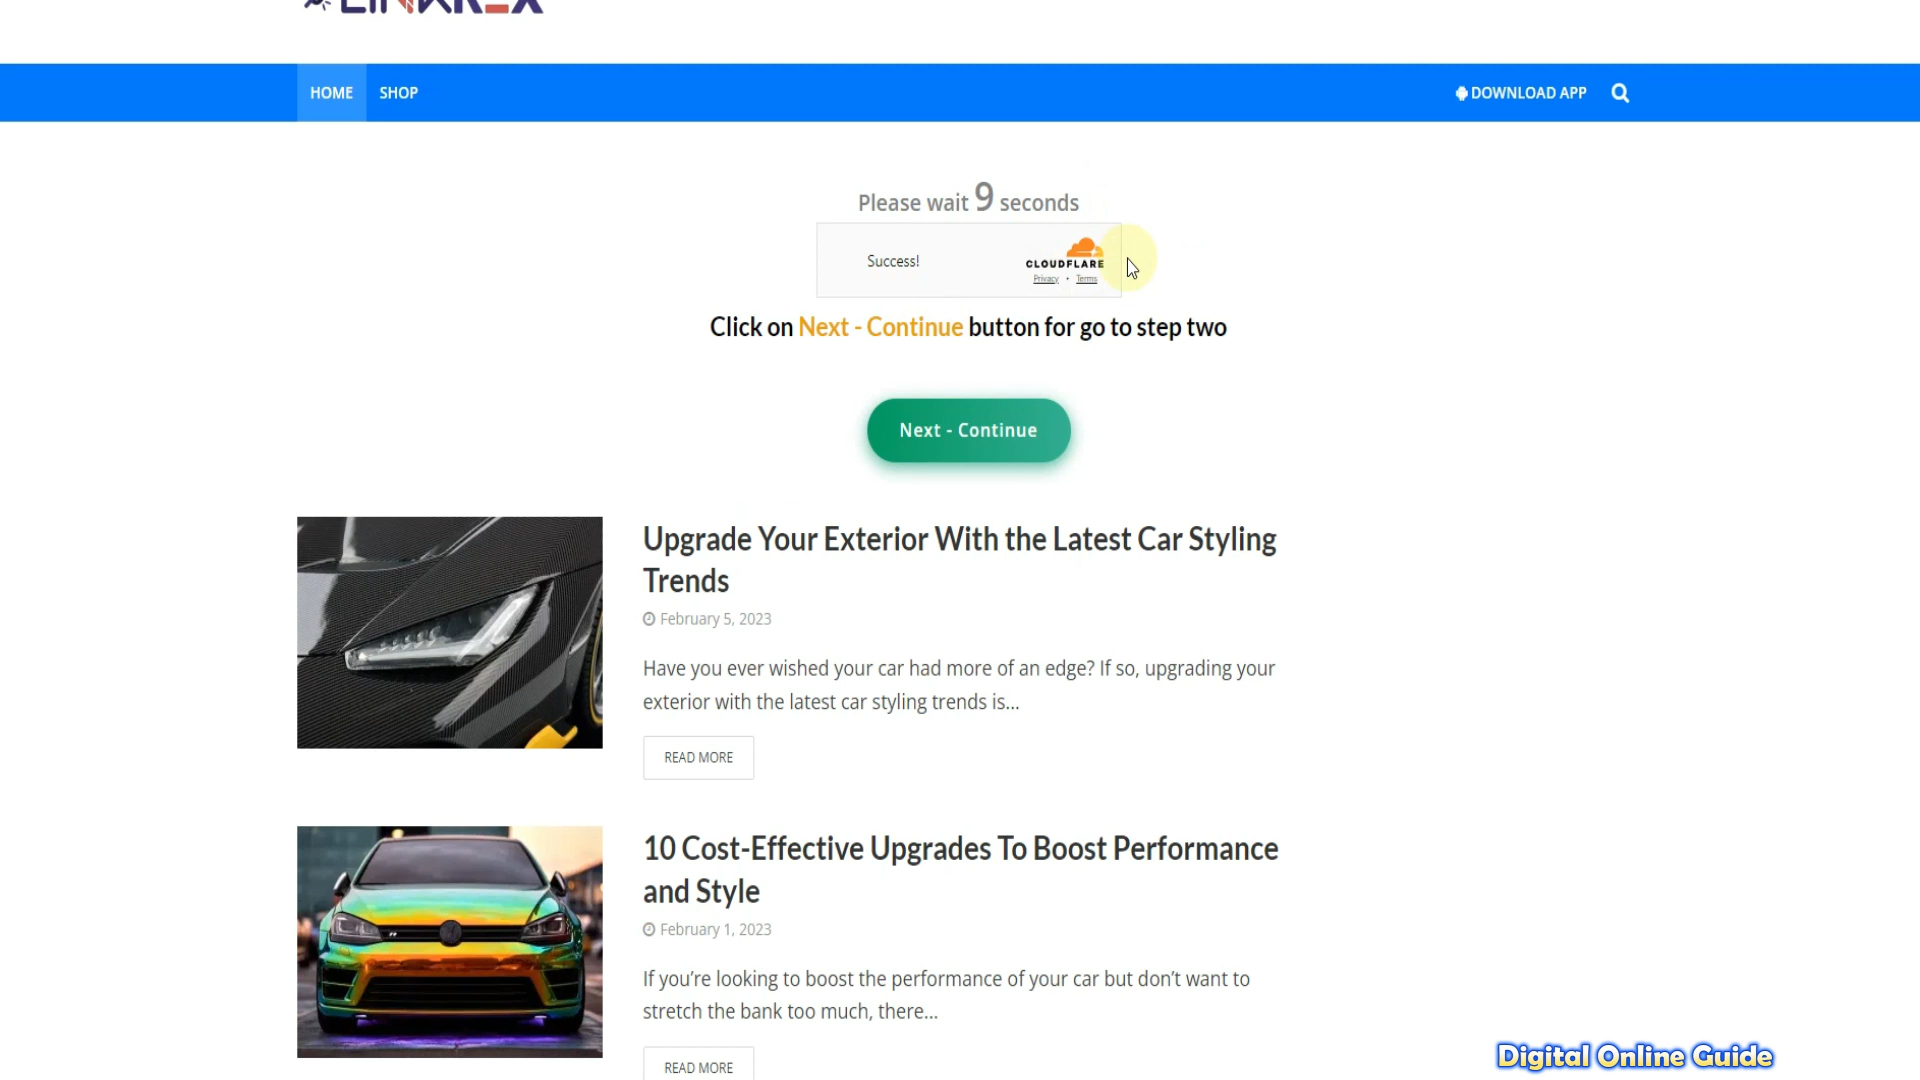 HOME SHOP DOWNLOAD APP
Please wait 9 seconds
Success!
CLOUDFLARE
Privacy • Terms
Click on Next - Continue button for go to step two
Next - Continue
Upgrade Your Exterior With the Latest Car Styling
Trends
February 5, 2023
Have you ever wished your car had more of an edge? If so, upgrading your
exterior with the latest car styling trends is...
READ MORE
10 Cost-Effective Upgrades To Boost Performance
and Style
February 1, 2023
If you’re looking to boost the performance of your car but don’t want to
stretch the bank too much, there...
READ MORE
Digital Online Guide